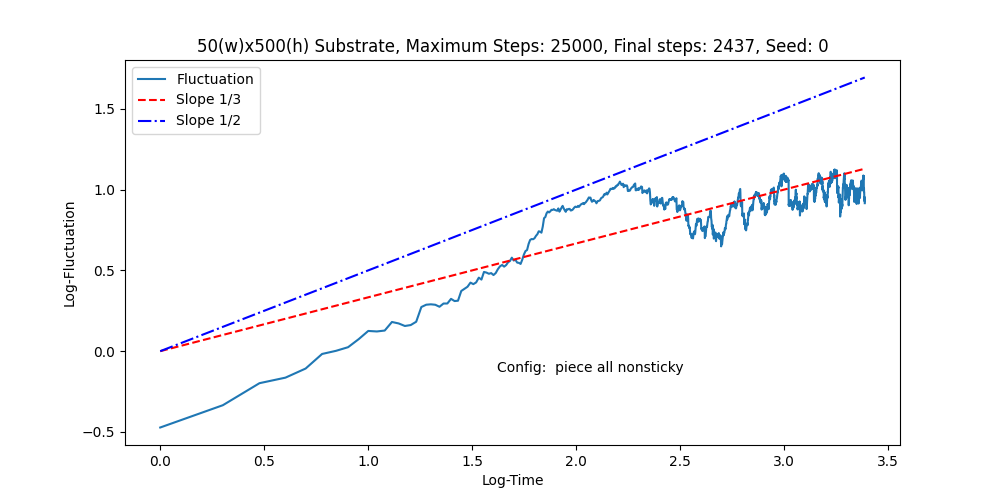 50(w)x500(h) Substrate, Maximum Steps: 25000, Final steps: 2437, Seed: 0
Fluctuation
Slope 1/3
Slope 1/2
1.5
1.0
0.5
0.0
−0.5
Log-Fluctuation
Config:  piece all nonsticky
0.0 0.5 1.0 1.5 2.0 2.5 3.0 3.5
Log-Time